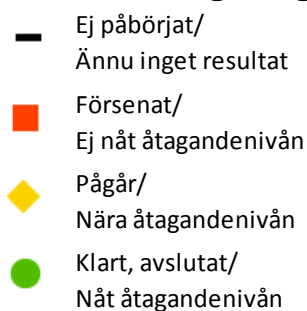 Ej påbörjat/
Ännu inget resultat
Försenat/
Ej nåt åtagandenivån
Pågår/
Nära åtagandenivån
Klart, avslutat/
Nåt åtagandenivån